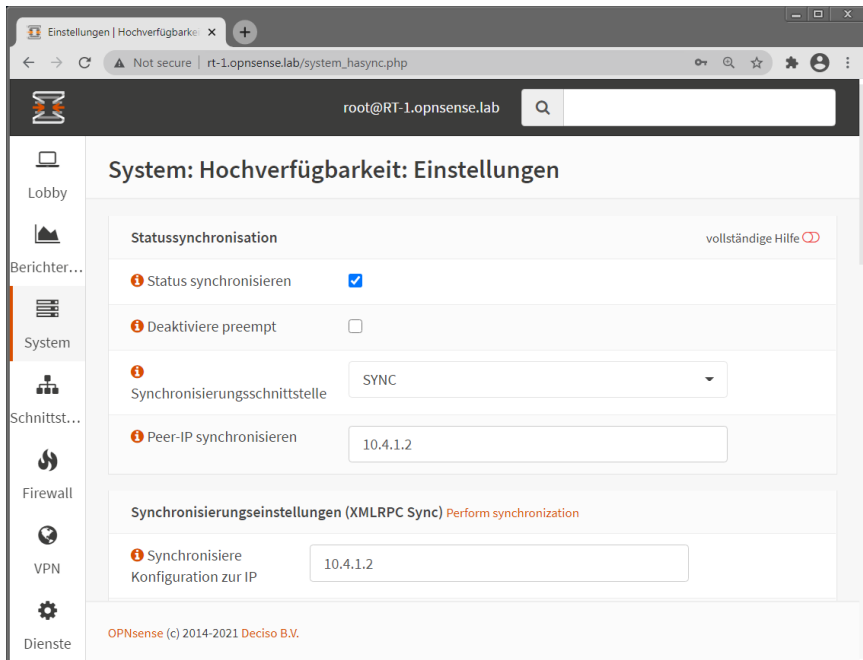 Einstellungen | Hochverfügbarke
Not secure | rt-1.opnsense.lab/system_hasync.php
root@RT-1.opnsense.lab
Lobby
Berichter...
System
Schnittst...
Firewall
VPN
Dienste
System: Hochverfügbarkeit: Einstellungen
Statussynchronisation vollständige Hilfe
Status synchronisieren
Deaktiviere preempt
Synchronisierungsschnittstelle SYNC
Peer-IP synchronisieren 10.4.1.2
Synchronisierungseinstellungen (XMLRPC Sync) Perform synchronization
Synchronisiere
Konfiguration zur IP 10.4.1.2
OPNsense (c) 2014-2021 Deciso B.V.